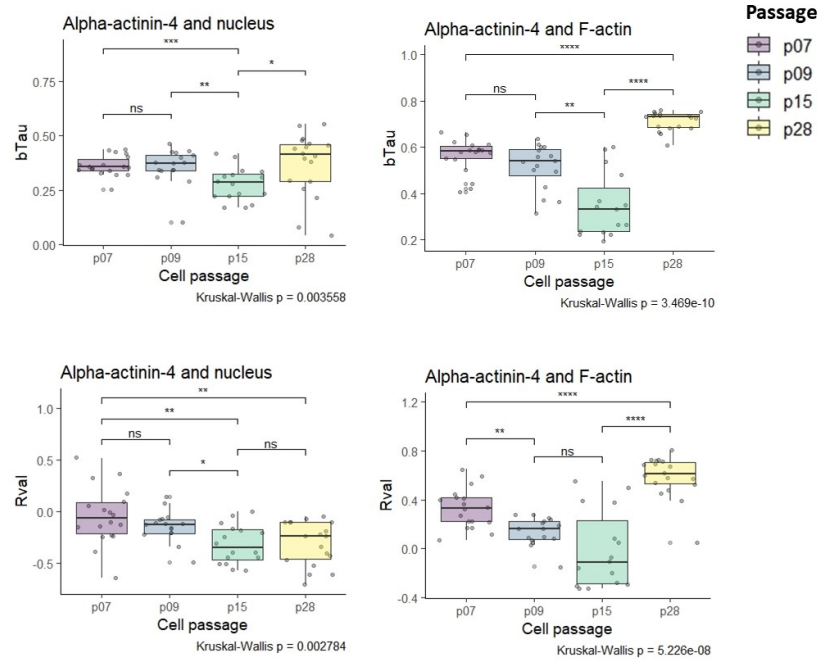 Passage
p07
p09
p15
p28
Alpha-actinin-4 and nucleus
***
*
**
ns
bTau
0.75
0.50
0.25
0.00
p07 p09 p15 p28
Cell passage
Kruskal-Wallis p = 0.003558
Alpha-actinin-4 and F-actin
****
ns
****
**
bTau
1.0
0.8
0.6
0.4
0.2
p07 p09 p15 p28
Cell passage
Kruskal-Wallis p = 3.469e-10
Alpha-actinin-4 and nucleus
**
**
ns
ns
*
Rval
1.0
0.5
0.0
-0.5
p07 p09 p15 p28
Cell passage
Kruskal-Wallis p = 0.002784
Alpha-actinin-4 and F-actin
****
****
**
ns
Rval
1.2
0.8
0.4
0.0
-0.4
p07 p09 p15 p28
Cell passage
Kruskal-Wallis p = 5.226e-08